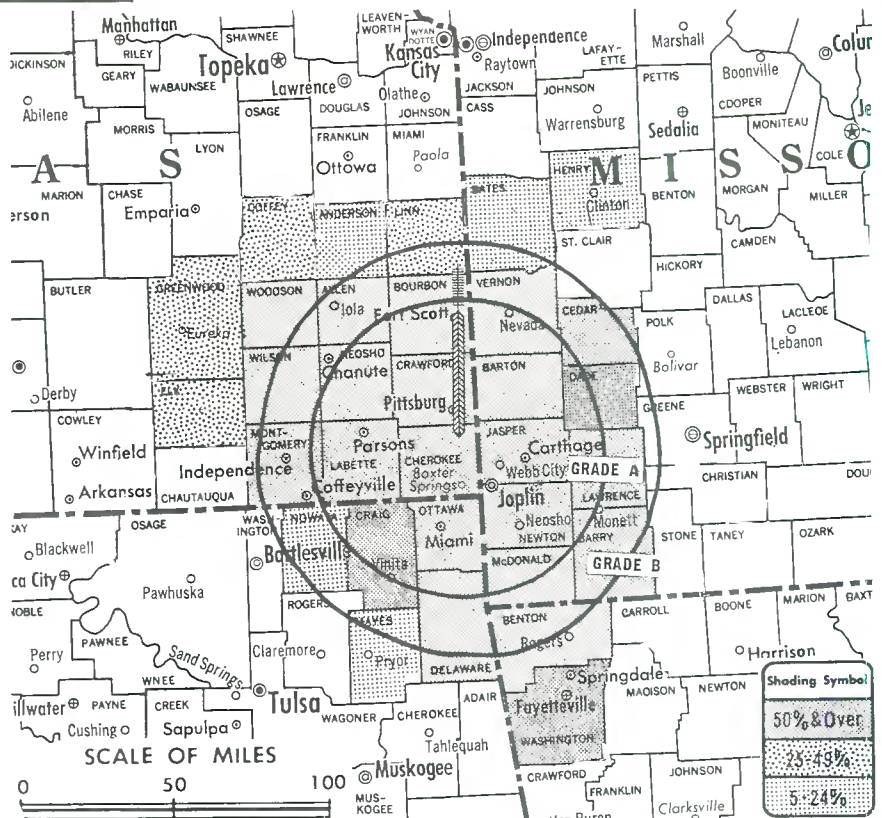 Manhattan
RILEY
DICKINSON
GEARY
WABAUNSEE
Abilene
MORRIS
SHAWNEE
Topeka
LEAVEN-
WORTH
WYAN
DOTTE
Kansas
City
Independence
Raytown
LAFAY-
ETTE
Marshall
Boonville
Lawrence
DOUGLAS
Olathe
JOHNSON
JACKSON
CASS
JOHNSON
Warrensburg
PETTIS
Sedalia
COOPER
MONITEAU
COLE
OSAGE
LYON
FRANKLIN
Ottawa
MIAMI
Paola
A S
M I S S O
MARION
CHASE
Emparia
erson
COFFEY
ANDERSON
LINN
BATES
HENRY
Clinton
BENTON
MORGAN
MILLER
CAMDEN
ST. CLAIR
HICKORY
BUTLER
GREENWOOD
Eureka
WOODSON
ALLEN
Iola
BOURBON
Fort Scott
VERNON
Nevada
CEDAR
POLK
Bolivar
DALLAS
LACLEDE
Lebanon
WILSON
NEOSHO
Chanute
CRAWFORD
Pittsburg
BARTON
DADE
GREENE
WEBSTER
WRIGHT
Derby
COWLEY
ELK
MONT-
GOMERY
Parsons
JASPER
Carthage
Webb City
GRADE A
Springfield
Winfield
Arkansas
CHAUTAUQUA
Independence
LABETTE
Coffeyville
CHEROKEE
Baxter
Springs
Joplin
LAWRENCE
CHRISTIAN
DOU
KAY
OSAGE
WASH
INGTON
NOWATA
CRAIG
OTTAWA
Miami
Neosho
NEWTON
Monett
BARRY
STONE
TANEY
OZARK
Blackwell
ca City
Pawhuska
Bartlesville
Vinita
McDONALD
GRADE B
NOBLE
PAWNEE
Perry
ROGERS
Claremore
MAYES
Pryor
DELAWARE
BENTON
Rogers
CARROLL
BOONE
MARION
BAXT
Harrison
Sand Springs
WNEE
illwater
PAYNE
CREEK
Tulsa
Cushing
Sapulpa
WAGONER
CHEROKEE
Tahlequah
ADAIR
Springdale
Fayetteville
WASHINGTON
MADISON
NEWTON
Shading Symbol
50% & Over
25-49%
5-24%
SCALE OF MILES
0 50 100
Muskogee
MUS-
KOGEE
CRAWFORD
FRANKLIN
JOHNSON
Clarksville